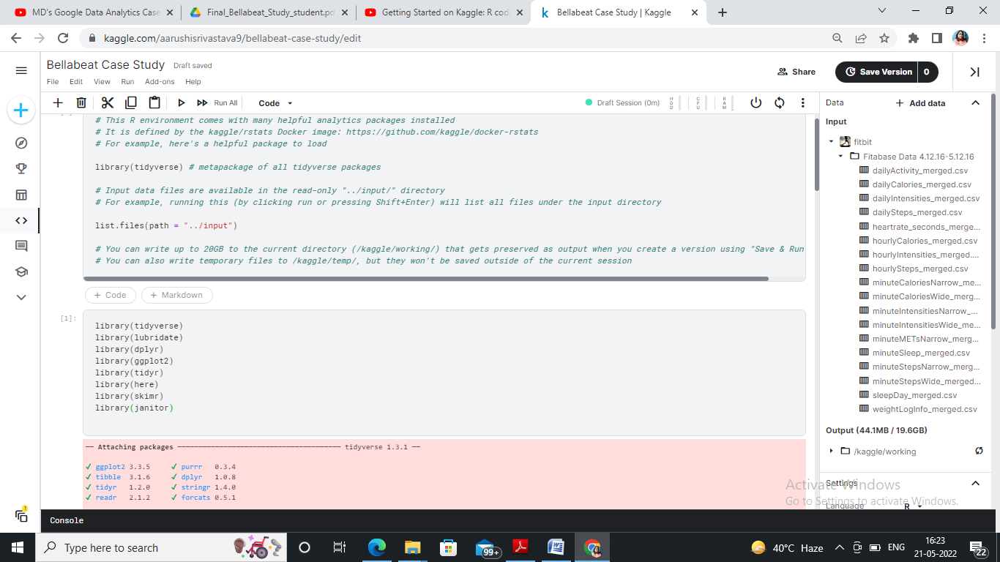 MD's Google Data Analytics Case
Final_Bellabeat_Study_student.pd
Getting Started on Kaggle: R cod
Bellabeat Case Study | Kaggle
kaggle.com/aarushisrivastava9/bellabeat-case-study/edit
Bellabeat Case Study Draft saved
File Edit View Run Add-ons Help
Share
Save Version 0
Run All
Code
Draft Session (0m)
HDD
CPU
RAM
# This R environment comes with many helpful analytics packages installed
# It is defined by the kaggle/rstats Docker image: https://github.com/kaggle/docker-rstats
# For example, here's a helpful package to load
library(tidyverse) # metapackage of all tidyverse packages
# Input data files are available in the read-only "../input/" directory
# For example, running this (by clicking run or pressing Shift+Enter) will list all files under the input directory
list.files(path = "../input")
# You can write up to 20GB to the current directory (/kaggle/working/) that gets preserved as output when you create a version using "Save & Run
# You can also write temporary files to /kaggle/temp/, but they won't be saved outside of the current session
+ Code + Markdown
[1]:
library(tidyverse)
library(lubridate)
library(dplyr)
library(ggplot2)
library(tidyr)
library(here)
library(skimr)
library(janitor)
── Attaching packages ─────────────────────────────────────── tidyverse 1.3.1 ──
✓ ggplot2 3.3.5 ✓ purrr 0.3.4
✓ tibble 3.1.6 ✓ dplyr 1.0.8
✓ tidyr 1.2.0 ✓ stringr 1.4.0
✓ readr 2.1.2 ✓ forcats 0.5.1
Console
Data
+ Add data
Input
fitbit
Fitabase Data 4.12.16-5.12.16
dailyActivity_merged.csv
dailyCalories_merged.csv
dailyIntensities_merged.csv
dailySteps_merged.csv
heartrate_seconds_merge...
hourlyCalories_merged.csv
hourlyIntensities_merged....
hourlySteps_merged.csv
minuteCaloriesNarrow_me...
minuteCaloriesWide_merg...
minuteIntensitiesNarrow_...
minuteIntensitiesWide_me...
minuteMETsNarrow_merg...
minuteSleep_merged.csv
minuteStepsNarrow_merg...
minuteStepsWide_merged...
sleepDay_merged.csv
weightLogInfo_merged.csv
Output (44.1MB / 19.6GB)
/kaggle/working
Settings
Language R
Activate Windows
Go to Settings to activate Windows.
1
Type here to search
99+
40°C Haze
ENG
16:23
21-05-2022
22